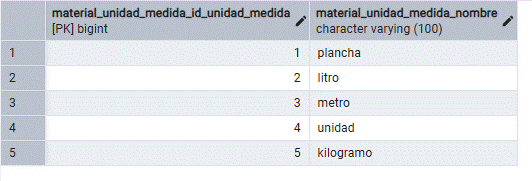 material_unidad_medida_id_unidad_medida material_unidad_medida_nombre
[PK] bigint character varying (100)
1 1 plancha
2 2 litro
3 3 metro
4 4 unidad
5 5 kilogramo